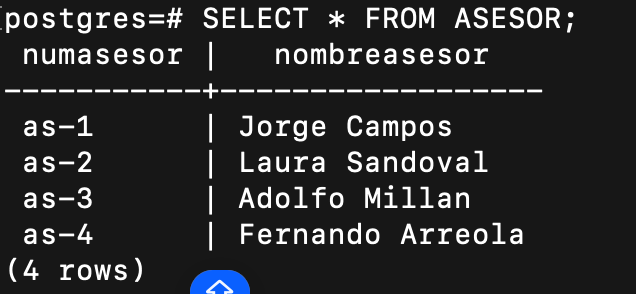 postgres=# SELECT * FROM ASESOR;
 numasesor |   nombreasesor
-----------+------------------
 as-1      | Jorge Campos
 as-2      | Laura Sandoval
 as-3      | Adolfo Millan
 as-4      | Fernando Arreola
(4 rows)